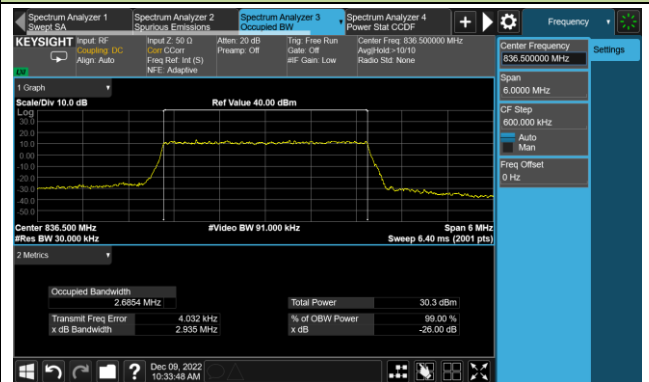 Spectrum Analyzer 1
Swept SA
Spectrum Analyzer 2
Spurious Emissions
Spectrum Analyzer 3
Occupied BW
Spectrum Analyzer 4
Power Stat CCDF
Frequency
KEYSIGHT
Input: RF
Coupling: DC
Align: Auto
Input Z: 50 Ω
Corr CCorr
Freq Ref: Int (S)
NFE: Adaptive
Atten: 20 dB
Preamp: Off
Trig: Free Run
Gate: Off
#IF Gain: Low
Center Freq: 836.500000 MHz
Avg|Hold:>10/10
Radio Std: None
Center Frequency
836.500000 MHz
Settings
Span
6.0000 MHz
CF Step
600.000 kHz
Auto
Man
Freq Offset
0 Hz
1 Graph
Scale/Div 10.0 dB
Ref Value 40.00 dBm
Log
30.0
20.0
10.0
0.00
-10.0
-20.0
-30.0
-40.0
-50.0
Center 836.500 MHz
#Video BW 91.000 kHz
Span 6 MHz
#Res BW 30.000 kHz
Sweep 6.40 ms (2001 pts)
2 Metrics
Occupied Bandwidth
2.6854 MHz
Total Power
30.3 dBm
Transmit Freq Error
4.032 kHz
% of OBW Power
99.00 %
x dB Bandwidth
2.935 MHz
x dB
-26.00 dB
?
Dec 09, 2022
10:33:48 AM